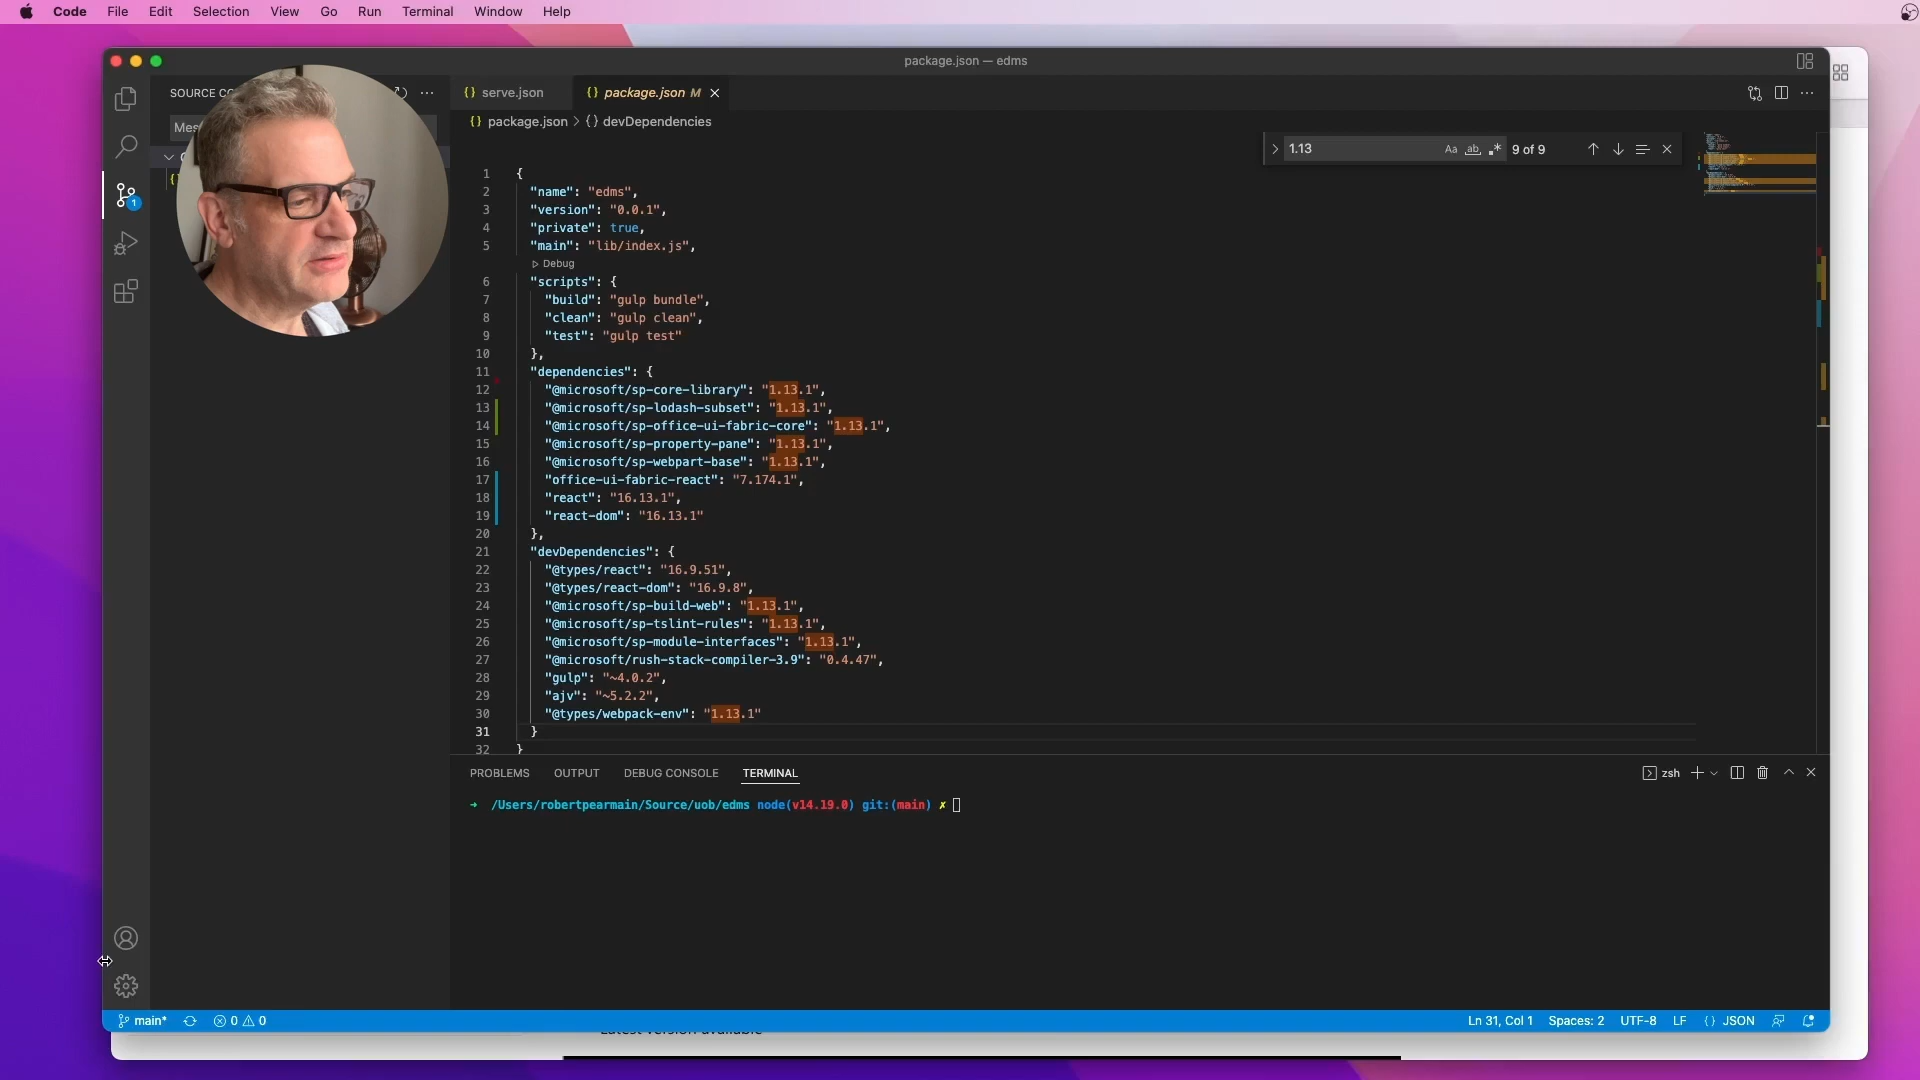 Code File Edit Selection View Go Run Terminal Window Help
package.json — edms
SOURCE CO
{} serve.json {} package.json M
Mes
{} package.json > {} devDependencies
1.13 Aa ab 9 of 9
1 {
2 "name": "edms",
3 "version": "0.0.1",
4 "private": true,
5 "main": "lib/index.js",
Debug
6 "scripts": {
7 "build": "gulp bundle",
8 "clean": "gulp clean",
9 "test": "gulp test"
10 },
11 "dependencies": {
12 "@microsoft/sp-core-library": "1.13.1",
13 "@microsoft/sp-lodash-subset": "1.13.1",
14 "@microsoft/sp-office-ui-fabric-core": "1.13.1",
15 "@microsoft/sp-property-pane": "1.13.1",
16 "@microsoft/sp-webpart-base": "1.13.1",
17 "office-ui-fabric-react": "7.174.1",
18 "react": "16.13.1",
19 "react-dom": "16.13.1"
20 },
21 "devDependencies": {
22 "@types/react": "16.9.51",
23 "@types/react-dom": "16.9.8",
24 "@microsoft/sp-build-web": "1.13.1",
25 "@microsoft/sp-tslint-rules": "1.13.1",
26 "@microsoft/sp-module-interfaces": "1.13.1",
27 "@microsoft/rush-stack-compiler-3.9": "0.4.47",
28 "gulp": "~4.0.2",
29 "ajv": "~5.2.2",
30 "@types/webpack-env": "1.13.1"
31 }
32 }
1
PROBLEMS OUTPUT DEBUG CONSOLE TERMINAL
zsh
➜ /Users/robertpearmain/Source/uob/edms node(v14.19.0) git:(main) ✗
main* 0 0
Ln 31, Col 1 Spaces: 2 UTF-8 LF {} JSON
Latest version available